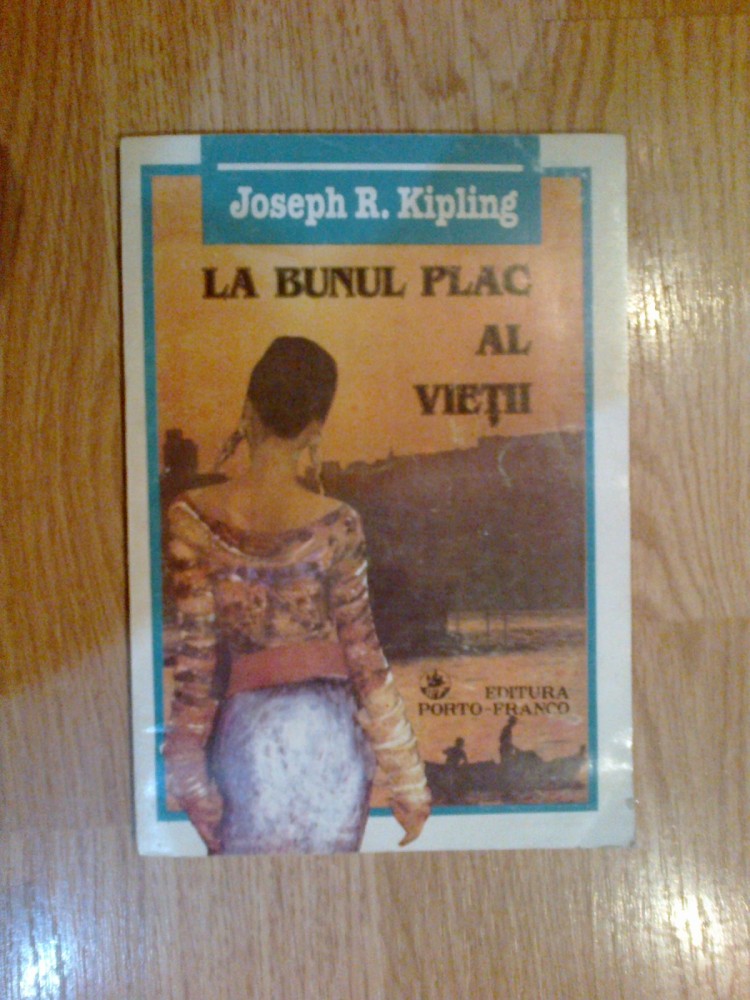 Joseph R. Kipling
LA BUNUL PLAC
AL
VIEȚII
EDITURA
PORTO-FRANCO